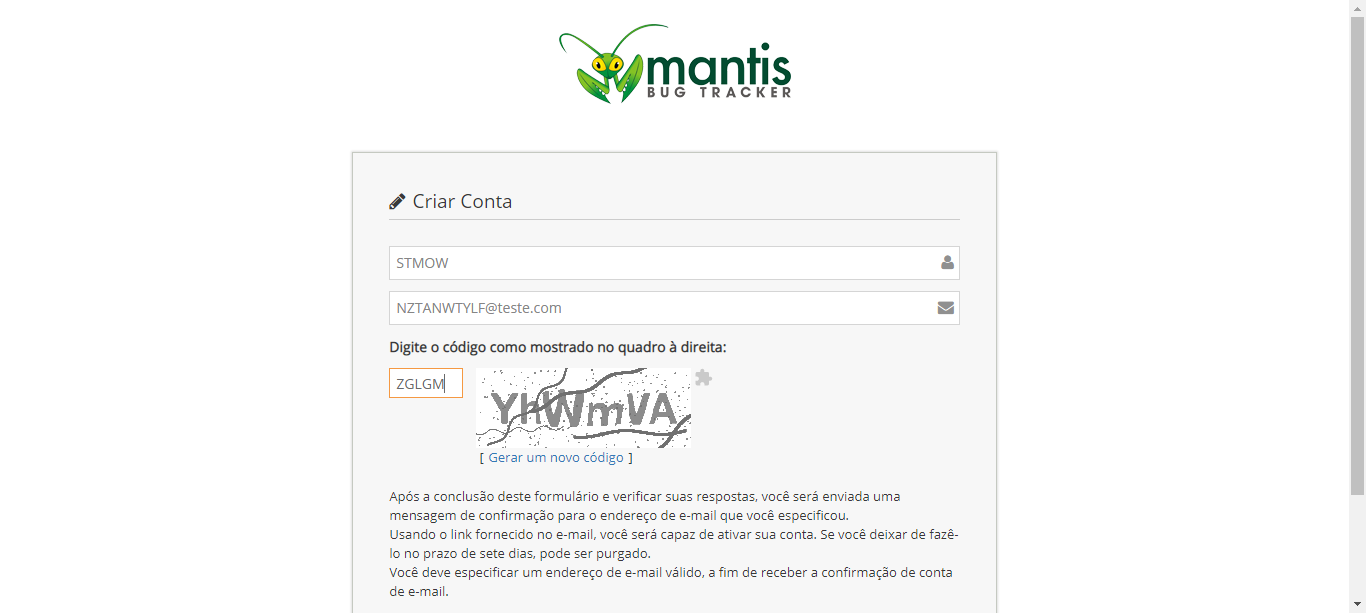 mantis
BUG TRACKER
Criar Conta
STMOW
NZTANWTYLF@teste.com
Digite o código como mostrado no quadro à direita:
ZGLGM
YhWmVA
[ Gerar um novo código ]
Após a conclusão deste formulário e verificar suas respostas, você será enviada uma
mensagem de confirmação para o endereço de e-mail que você especificou.
Usando o link fornecido no e-mail, você será capaz de ativar sua conta. Se você deixar de fazê-
lo no prazo de sete dias, pode ser purgado.
Você deve especificar um endereço de e-mail válido, a fim de receber a confirmação de conta
de e-mail.